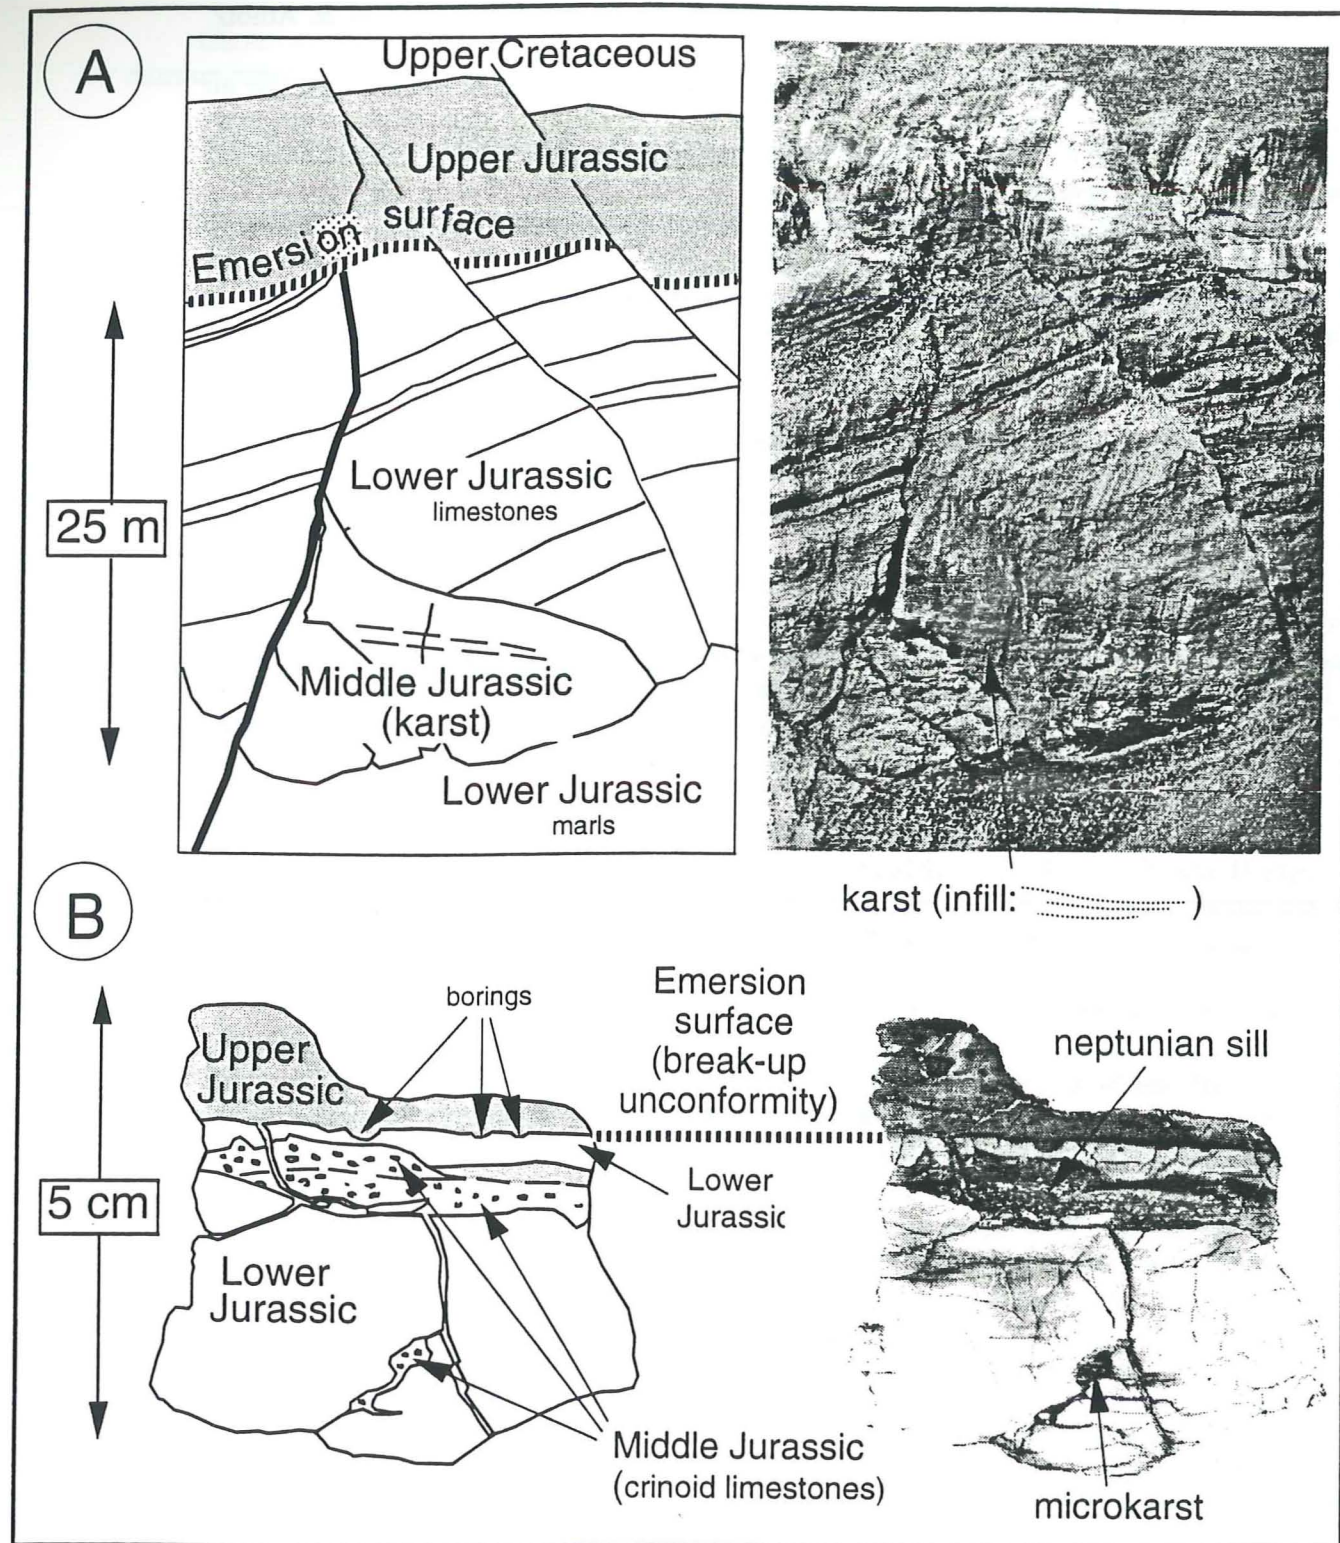 A
Upper Cretaceous
Upper Jurassic
Emersion surface
Lower Jurassic
limestones
25 m
Middle Jurassic
(karst)
Lower Jurassic
marls
karst (infill: )
B
borings
Emersion
surface
(break-up
unconformity)
neptunian sill
Upper
Jurassic
Lower
Jurassic
5 cm
Lower
Jurassic
Middle Jurassic
(crinoid limestones)
microkarst